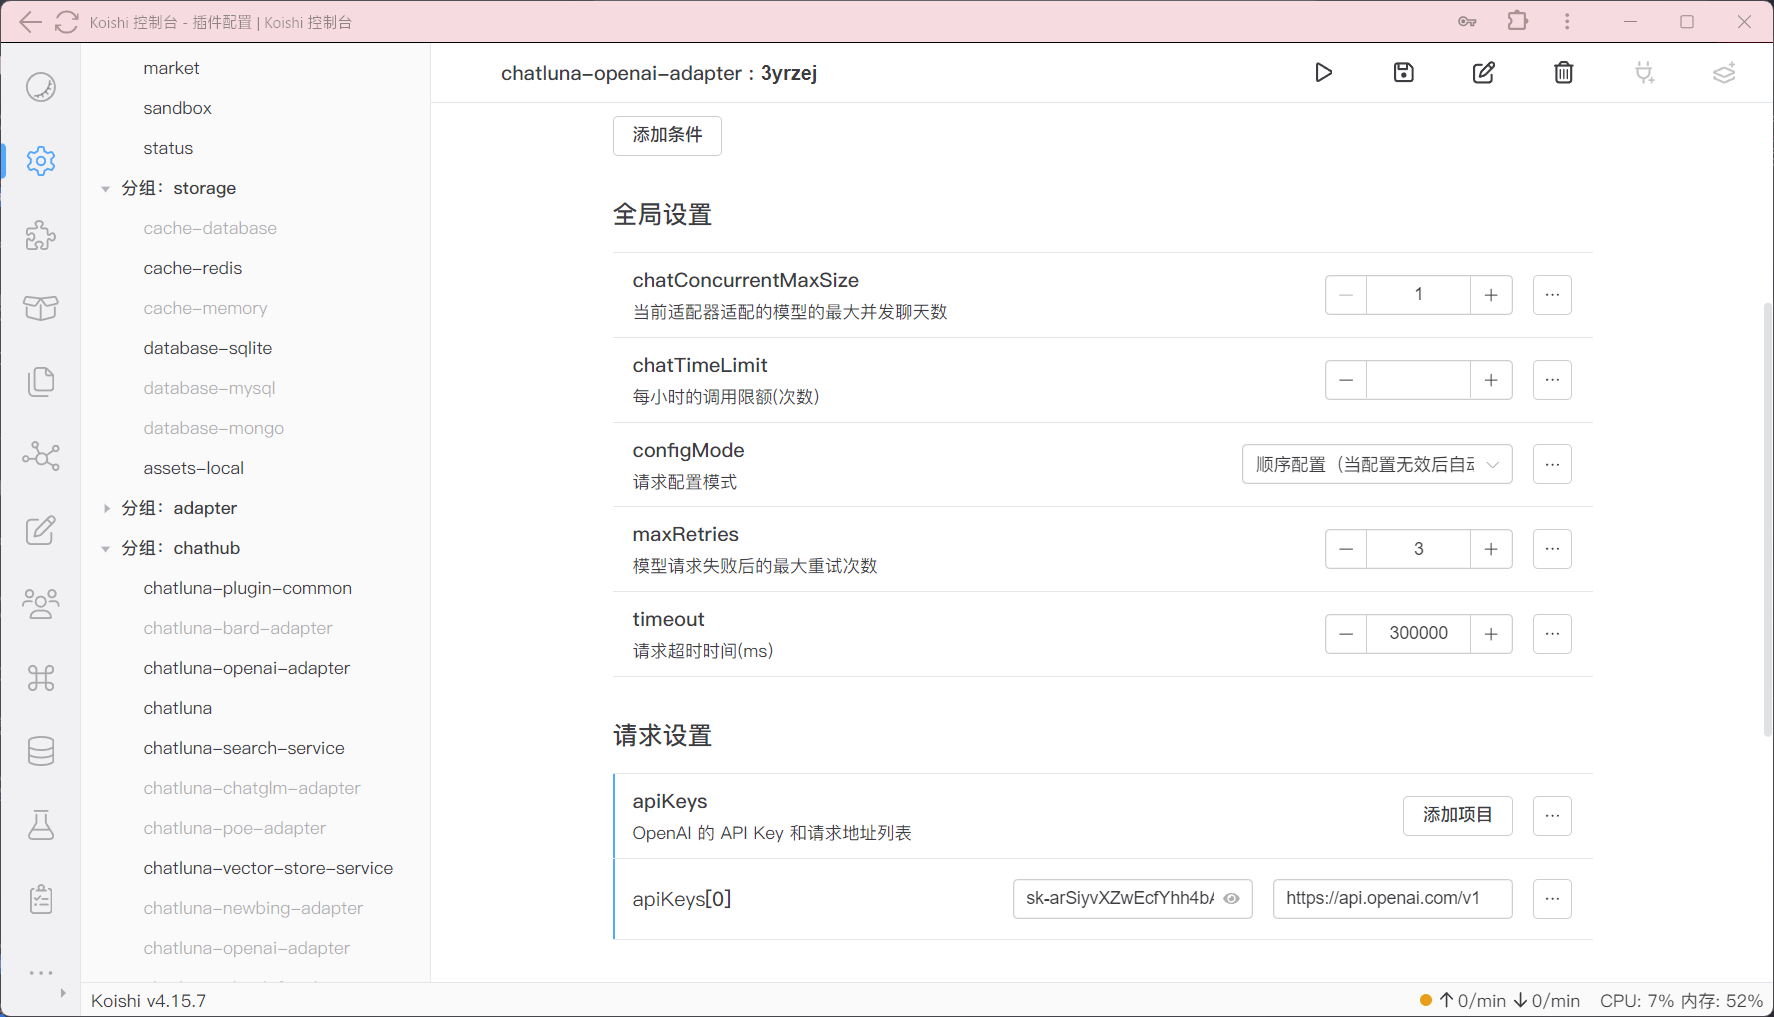 Koishi 控制台 - 插件配置 | Koishi 控制台
market
sandbox
status
分组：storage
cache-database
cache-redis
cache-memory
database-sqlite
database-mysql
database-mongo
assets-local
分组：adapter
分组：chathub
chatluna-plugin-common
chatluna-bard-adapter
chatluna-openai-adapter
chatluna
chatluna-search-service
chatluna-chatglm-adapter
chatluna-poe-adapter
chatluna-vector-store-service
chatluna-newbing-adapter
chatluna-openai-adapter
chatluna-openai-adapter : 3yrzej
添加条件
全局设置
chatConcurrentMaxSize
当前适配器适配的模型的最大并发聊天数
1
chatTimeLimit
每小时的调用限额(次数)
configMode
请求配置模式
顺序配置（当配置无效后自动
maxRetries
模型请求失败后的最大重试次数
3
timeout
请求超时时间(ms)
300000
请求设置
apiKeys
OpenAI 的 API Key 和请求地址列表
添加项目
apiKeys[0]
sk-arSiyvXZwEcfYhh4b
https://api.openai.com/v1
Koishi v4.15.7
↑ 0/min ↓ 0/min CPU: 7% 内存: 52%